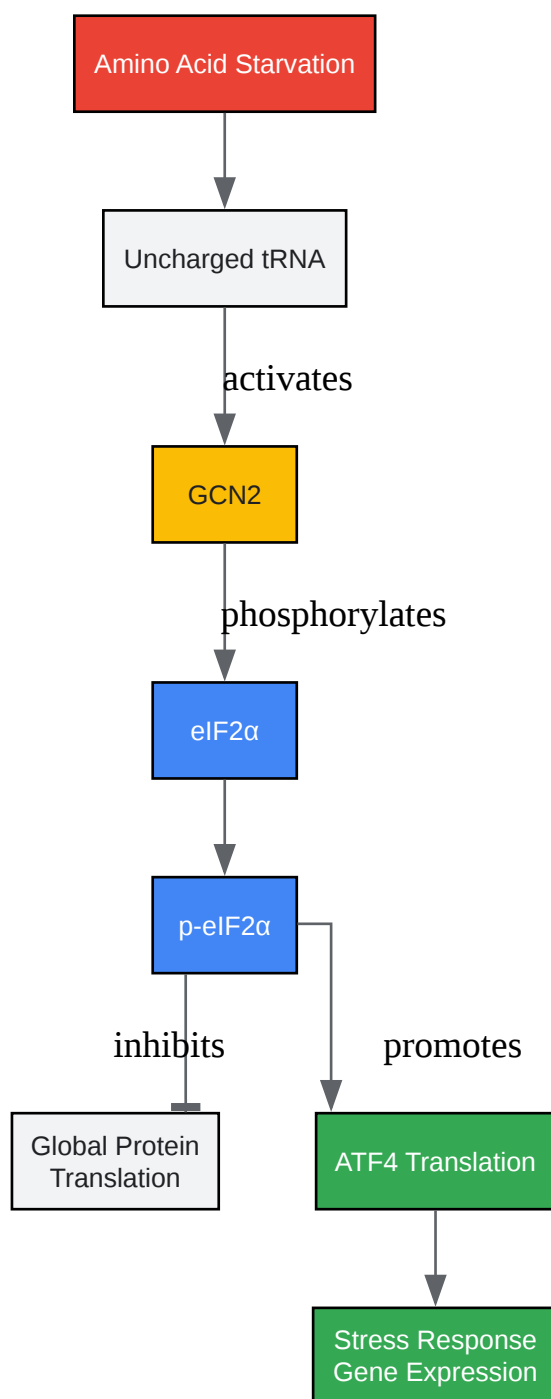 Amino Acid Starvation
Uncharged tRNA
activates
GCN2
phosphorylates
eIF2α
p-eIF2α
inhibits
promotes
Global Protein
Translation
ATF4 Translation
Stress Response
Gene Expression